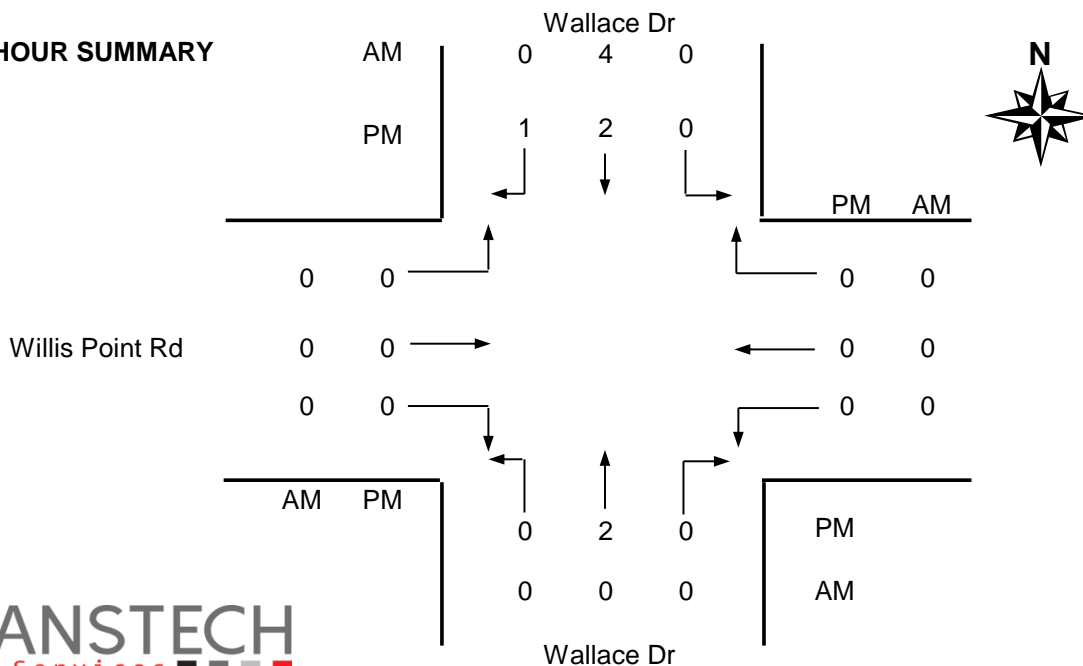 Wallace Dr
HOUR SUMMARY AM 0 4 0 N
PM 1 2 0
PM AM
0 0 0 0
Willis Point Rd 0 0 0 0
0 0 0 0
AM PM
0 2 0 PM
0 0 0 AM
ANSTECH
Services
Wallace Dr